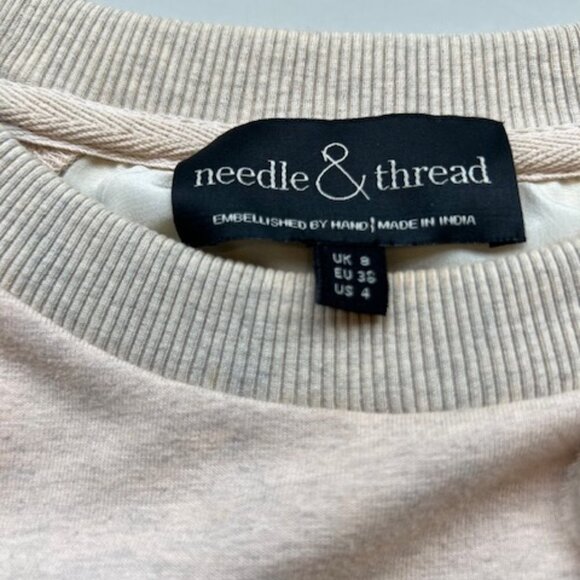 needle & thread
EMBELLISHED BY HAND | MADE IN INDIA
UK 8
EU 36
US 4